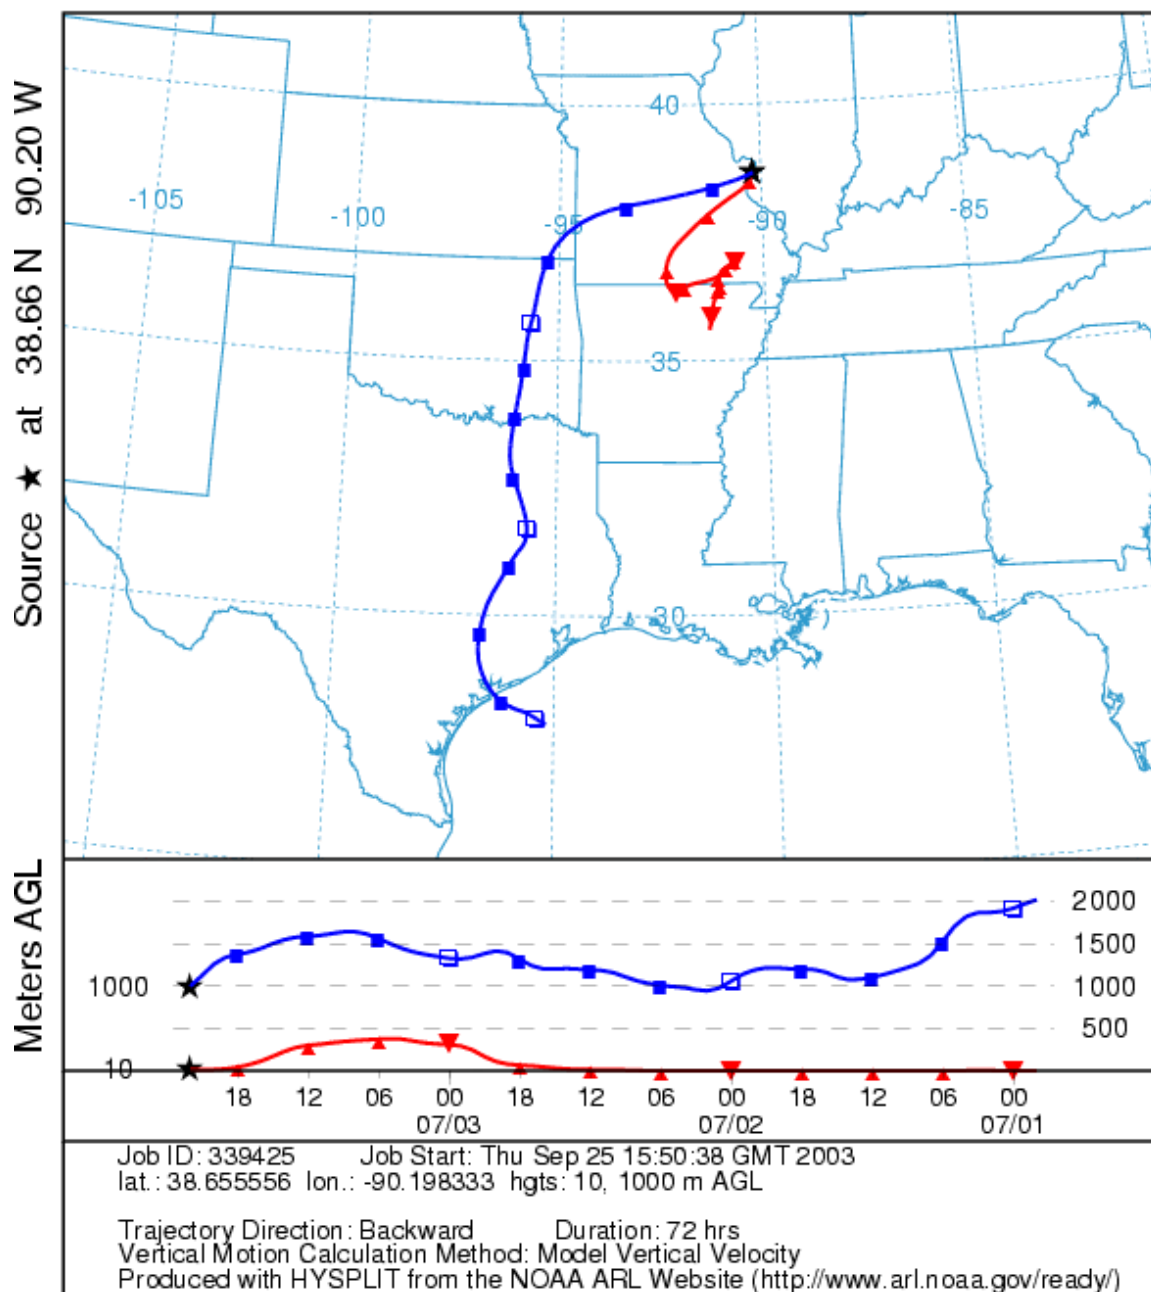 Source ★ at 38.66 N 90.20 W
40
-105
-100
-95
-90
-85
35
30
Meters AGL
2000
1500
1000
1000
500
10
18 12 06 00 18 12 06 00 18 12 06 00
07/03 07/02 07/01
Job ID: 339425 Job Start: Thu Sep 25 15:50:38 GMT 2003
lat.: 38.655556 lon.: -90.198333 hgts: 10, 1000 m AGL
Trajectory Direction: Backward Duration: 72 hrs
Vertical Motion Calculation Method: Model Vertical Velocity
Produced with HYSPLIT from the NOAA ARL Website (http://www.arl.noaa.gov/ready/)